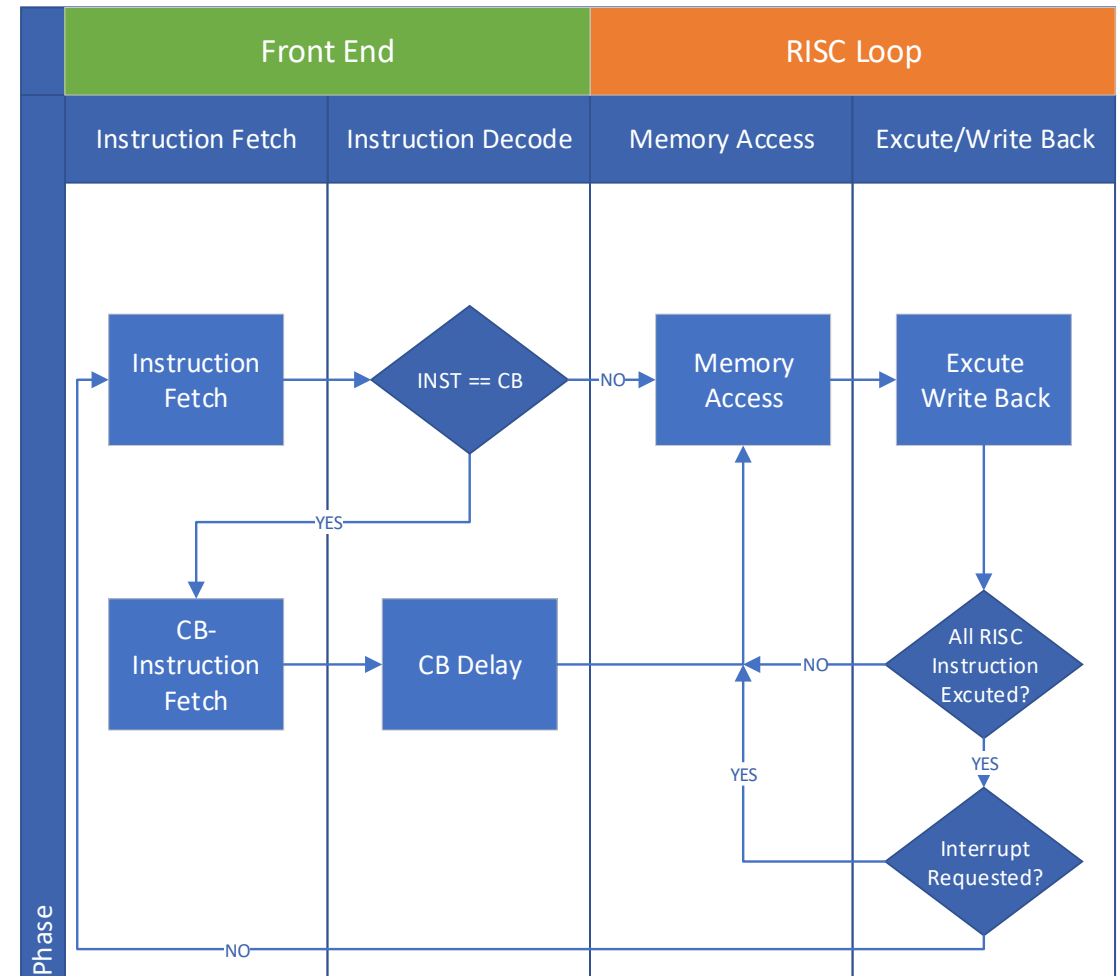 Front End
RISC Loop
Instruction Fetch
Instruction Decode
Memory Access
Excute/Write Back
Instruction
Fetch
INST == CB
NO
Memory
Access
Excute
Write Back
YES
CB-
Instruction
Fetch
CB Delay
NO
All RISC
Instruction
Excuted?
YES
YES
Interrupt
Requested?
NO
Phase